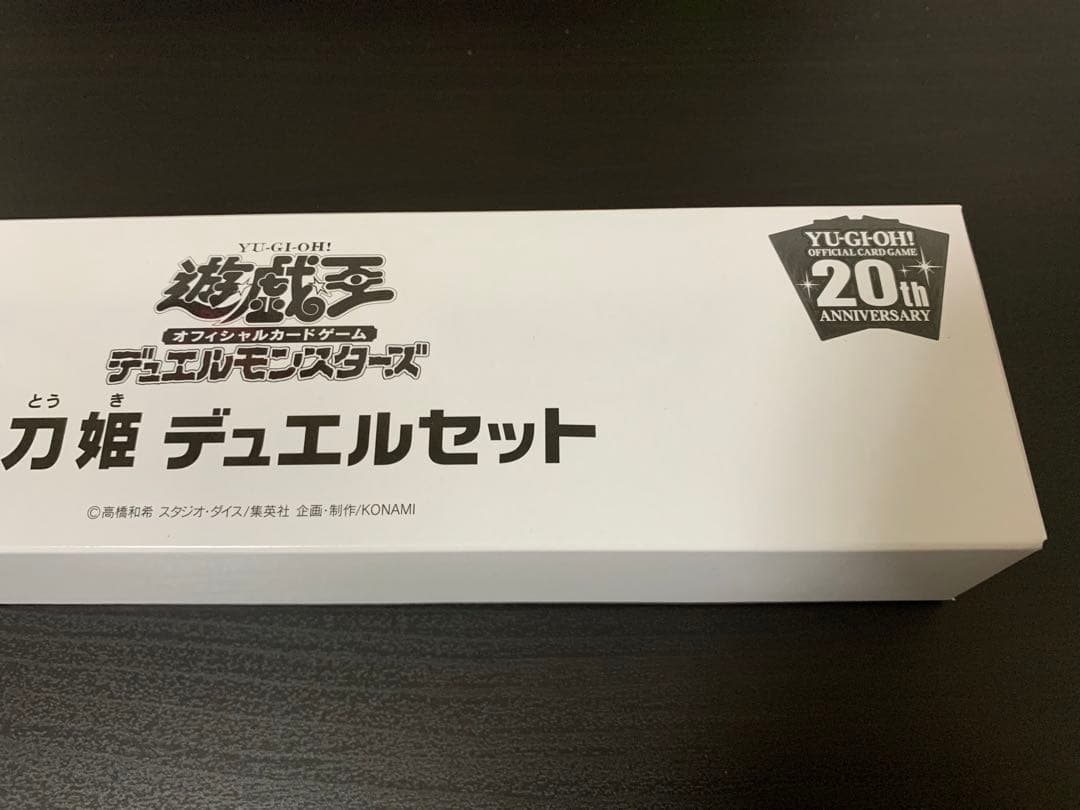 YU-GI-OH!
遊☆戯☆王
オフィシャルカードゲーム
デュエルモンスターズ
とう き
刀姫 デュエルセット
©高橋和希 スタジオ・ダイス/集英社 企画・制作/KONAMI
YU-GI-OH!
OFFICIAL CARD GAME
20th
ANNIVERSARY